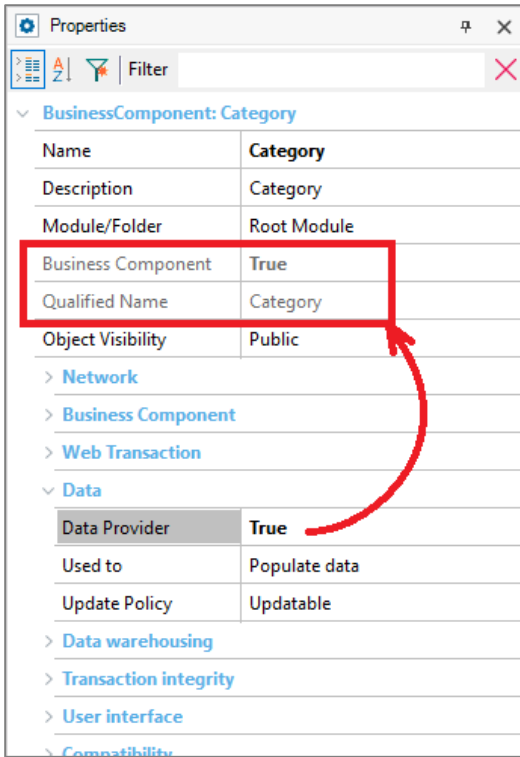 Properties
Filter
BusinessComponent: Category
Name Category
Description Category
Module/Folder Root Module
Business Component True
Qualified Name Category
Object Visibility Public
Network
Business Component
Web Transaction
Data
Data Provider True
Used to Populate data
Update Policy Updatable
Data warehousing
Transaction integrity
User interface
Compatibility